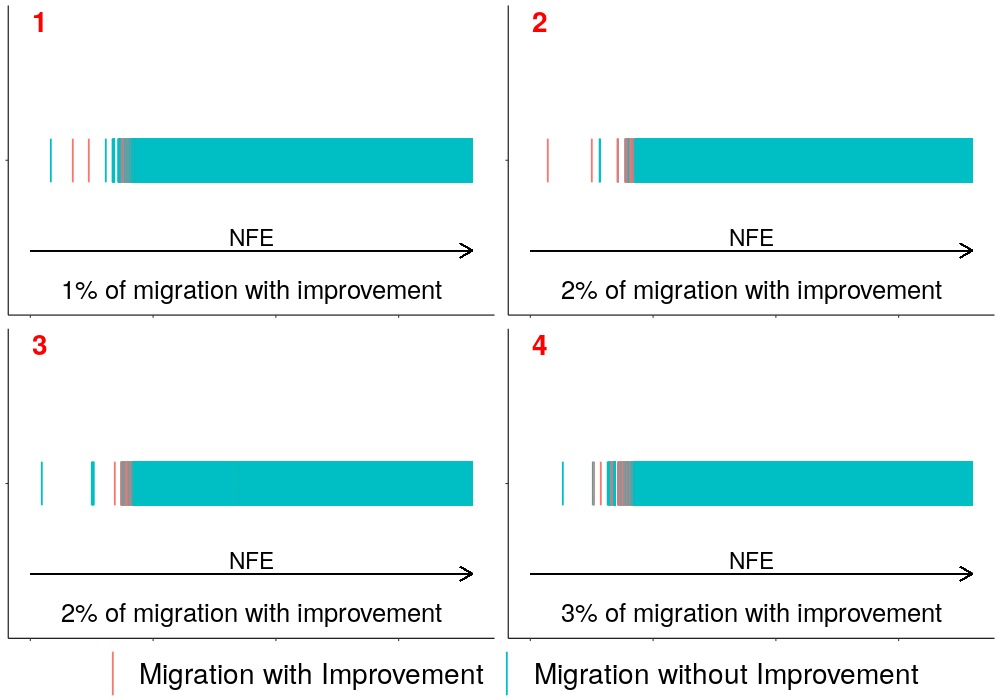 1
NFE
1% of migration with improvement
2
NFE
2% of migration with improvement
3
NFE
2% of migration with improvement
4
NFE
3% of migration with improvement
Migration with Improvement
Migration without Improvement